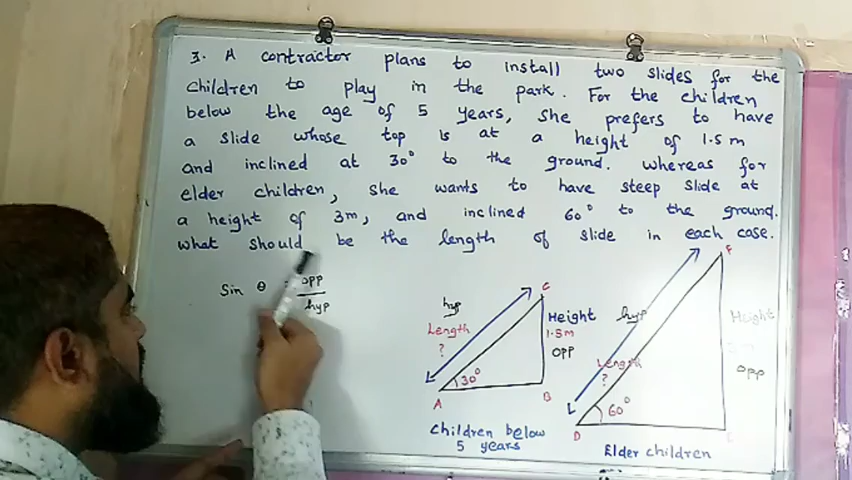 3. A contractor plans to install two slides for the
children to play in the park. For the children
below the age of 5 years, she prefers to have
a slide whose top is at a height of 1.5 m
and inclined at 30° to the ground. whereas for
elder children, she wants to have steep slide at
a height of 3m, and inclined 60° to the ground.
what should be the length of slide in each case.
Sin θ = opp
hyp
hyp
Length
?
C
Height
1.5m
opp
30°
A
B
children below
5 years
F
hyp
Length
?
Height
opp
60°
D
Elder children